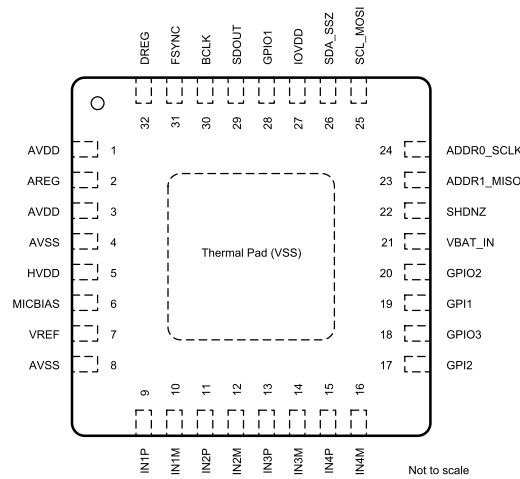 DREG
FSYNC
BCLK
SDOUT
GPIO1
IOVDD
SDA_SSZ
SCL_MOSI
32
31
30
29
28
27
26
25
AVDD 1
AREG 2
AVDD 3
AVSS 4
HVDD 5
MICBIAS 6
VREF 7
AVSS 8
Thermal Pad (VSS)
24 ADDR0_SCLK
23 ADDR1_MISO
22 SHDNZ
21 VBAT_IN
20 GPIO2
19 GPI1
18 GPIO3
17 GPI2
9
10
11
12
13
14
15
16
IN1P
IN1M
IN2P
IN2M
IN3P
IN3M
IN4P
IN4M
Not to scale